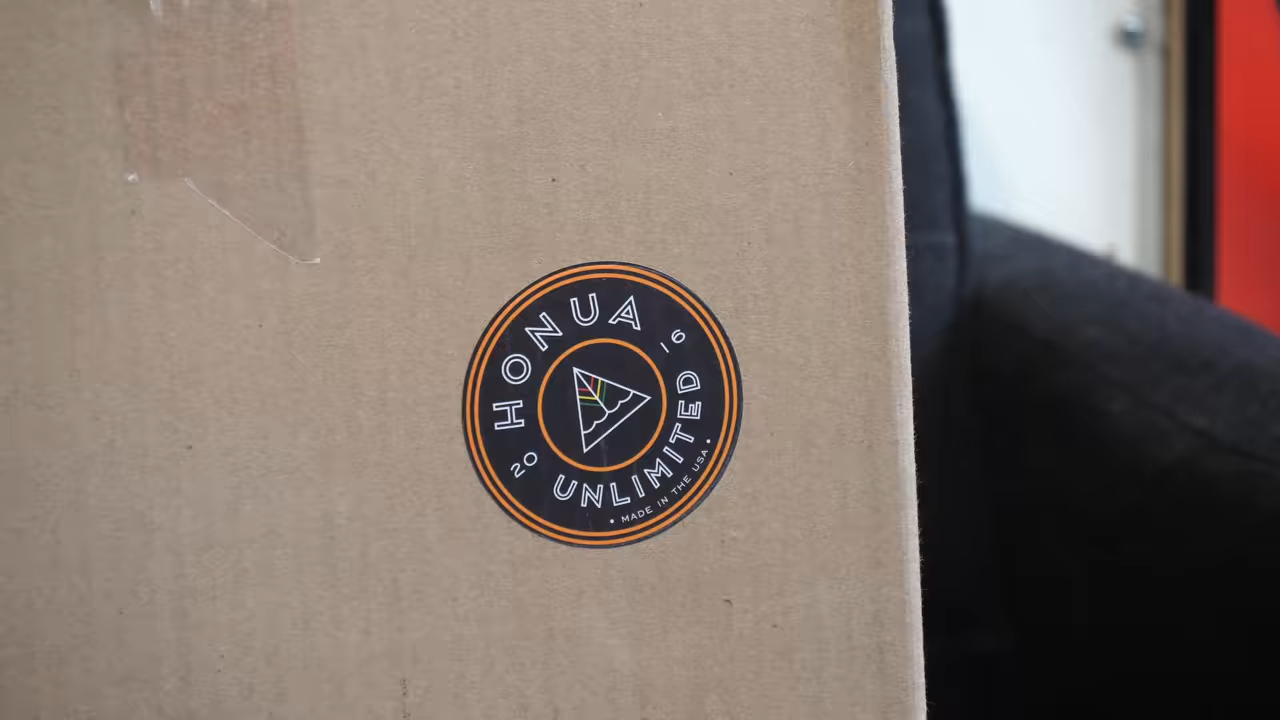 HONUA
20 16
UNLIMITED
• MADE IN THE USA •